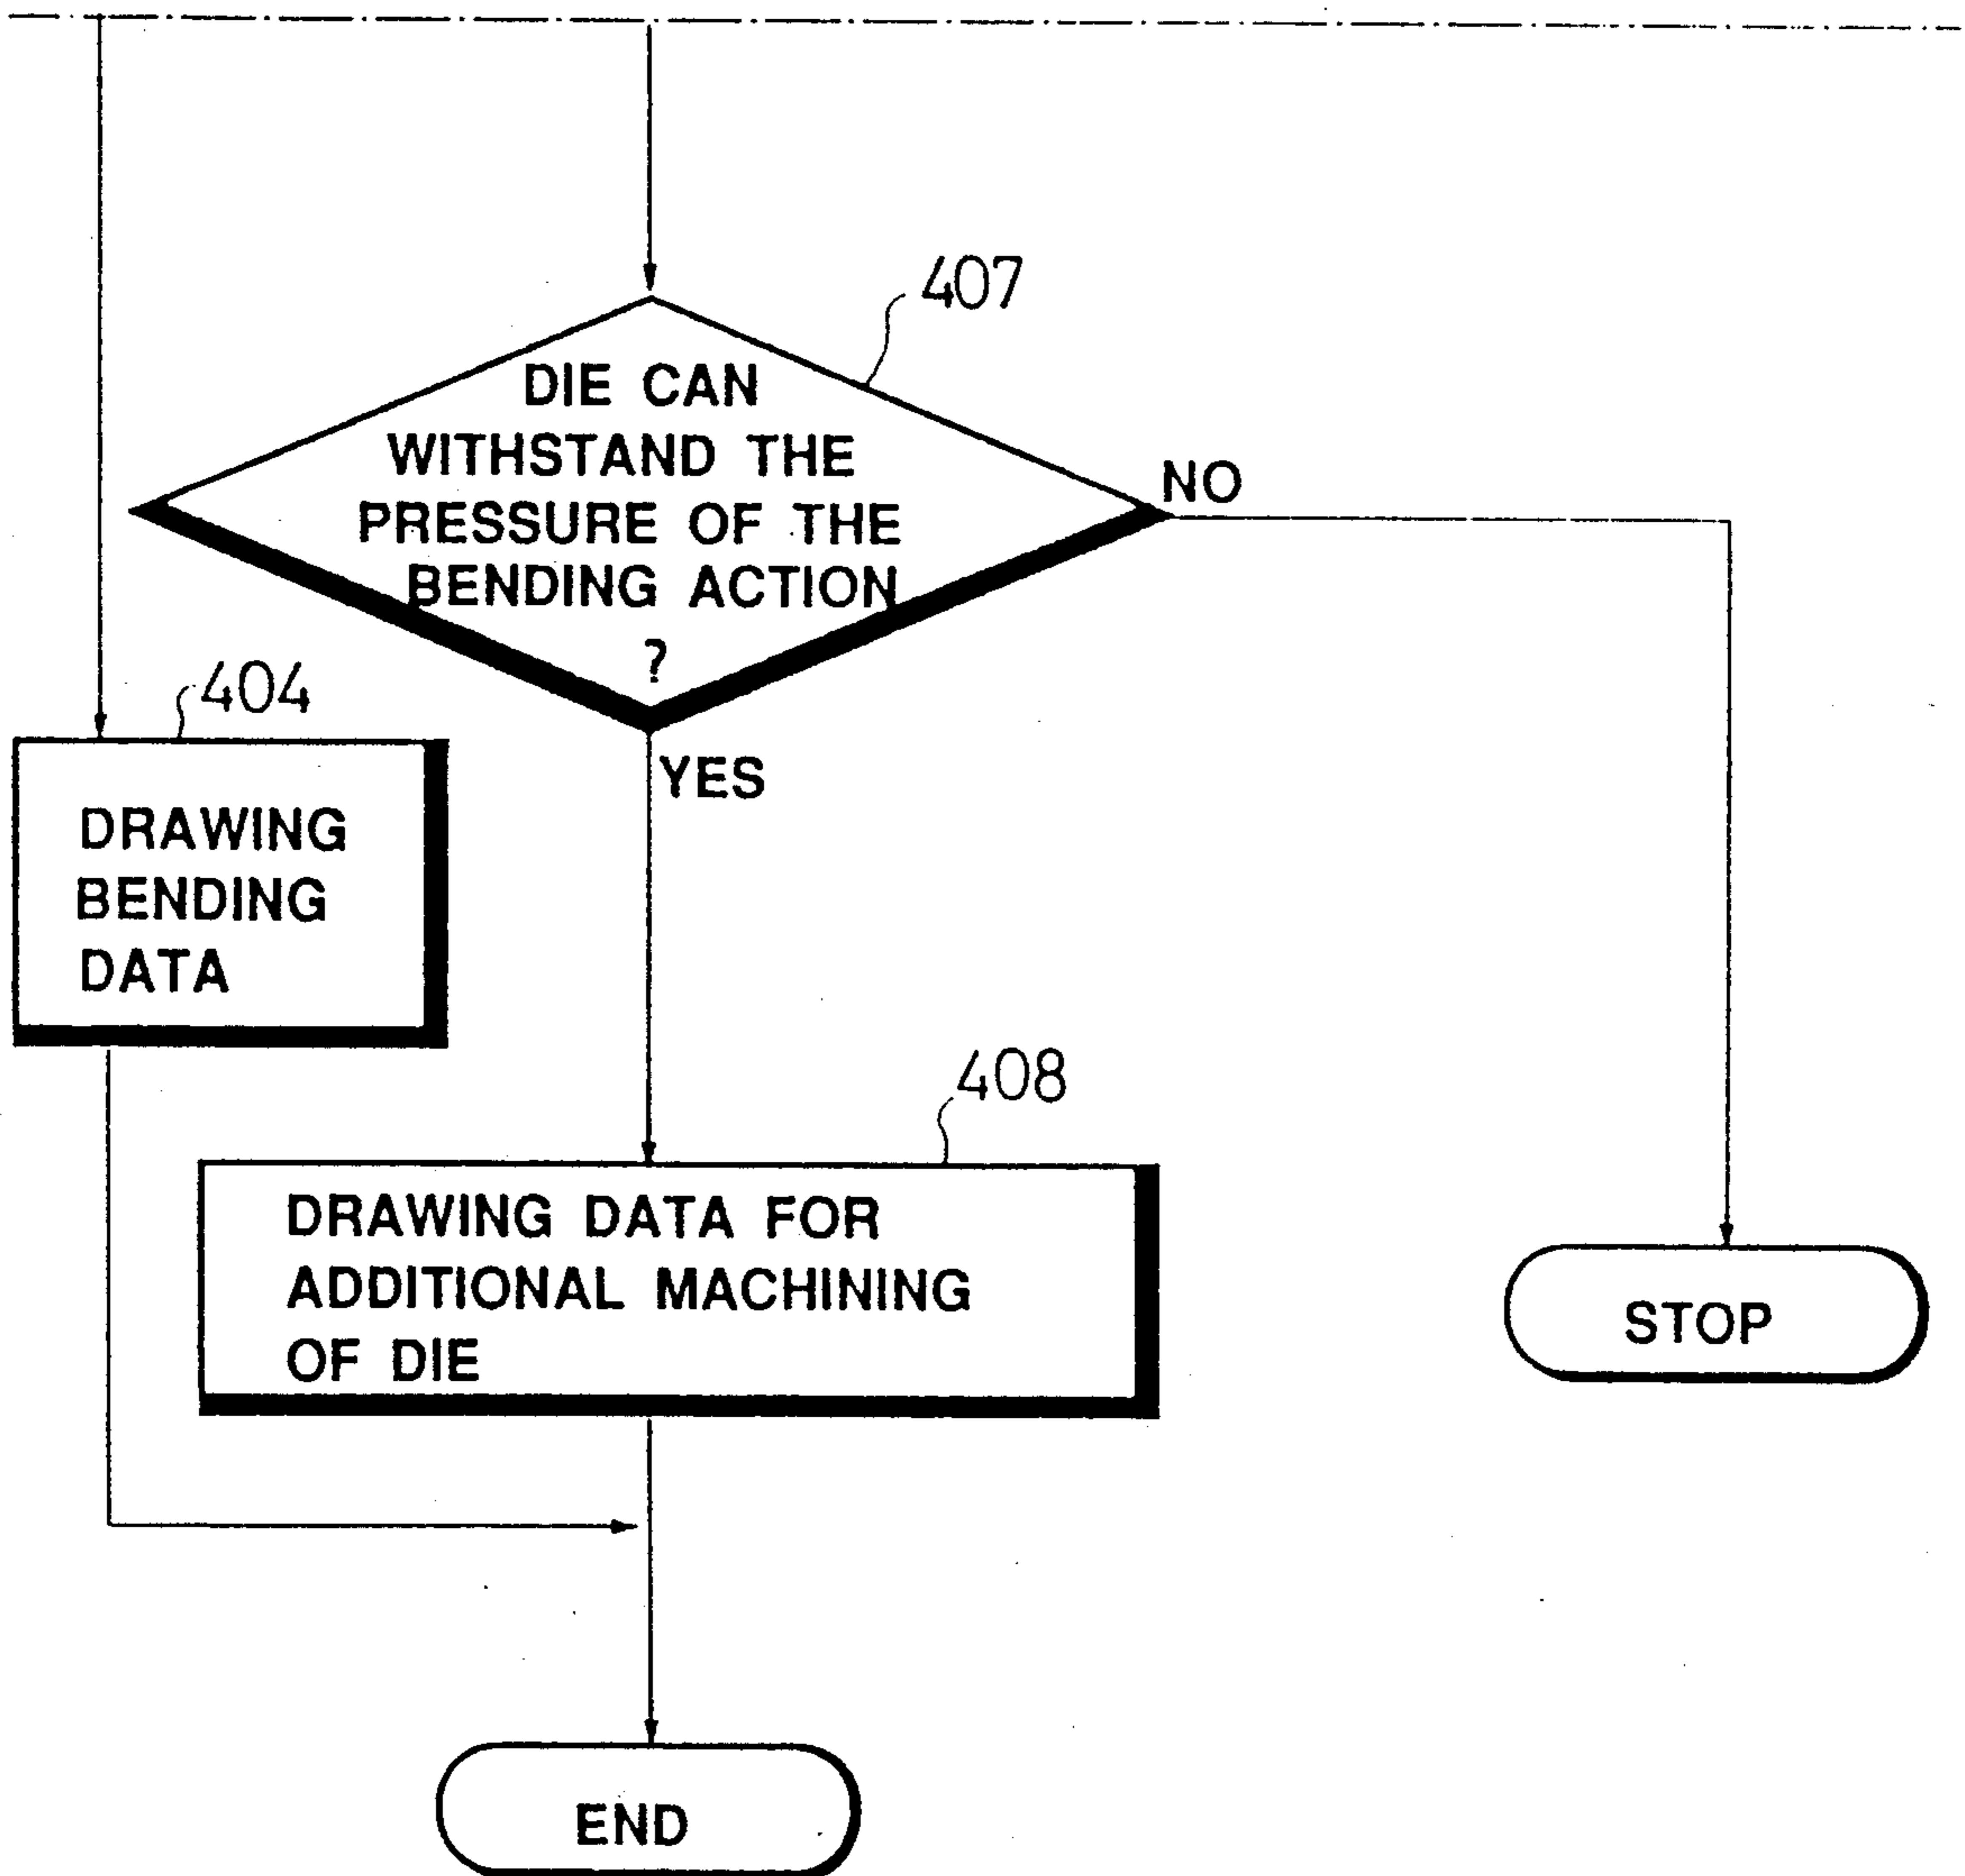 407
DIE CAN
WITHSTAND THE
PRESSURE OF THE
BENDING ACTION
?
NO
YES
404
DRAWING
BENDING
DATA
408
DRAWING DATA FOR
ADDITIONAL MACHINING
OF DIE
STOP
END